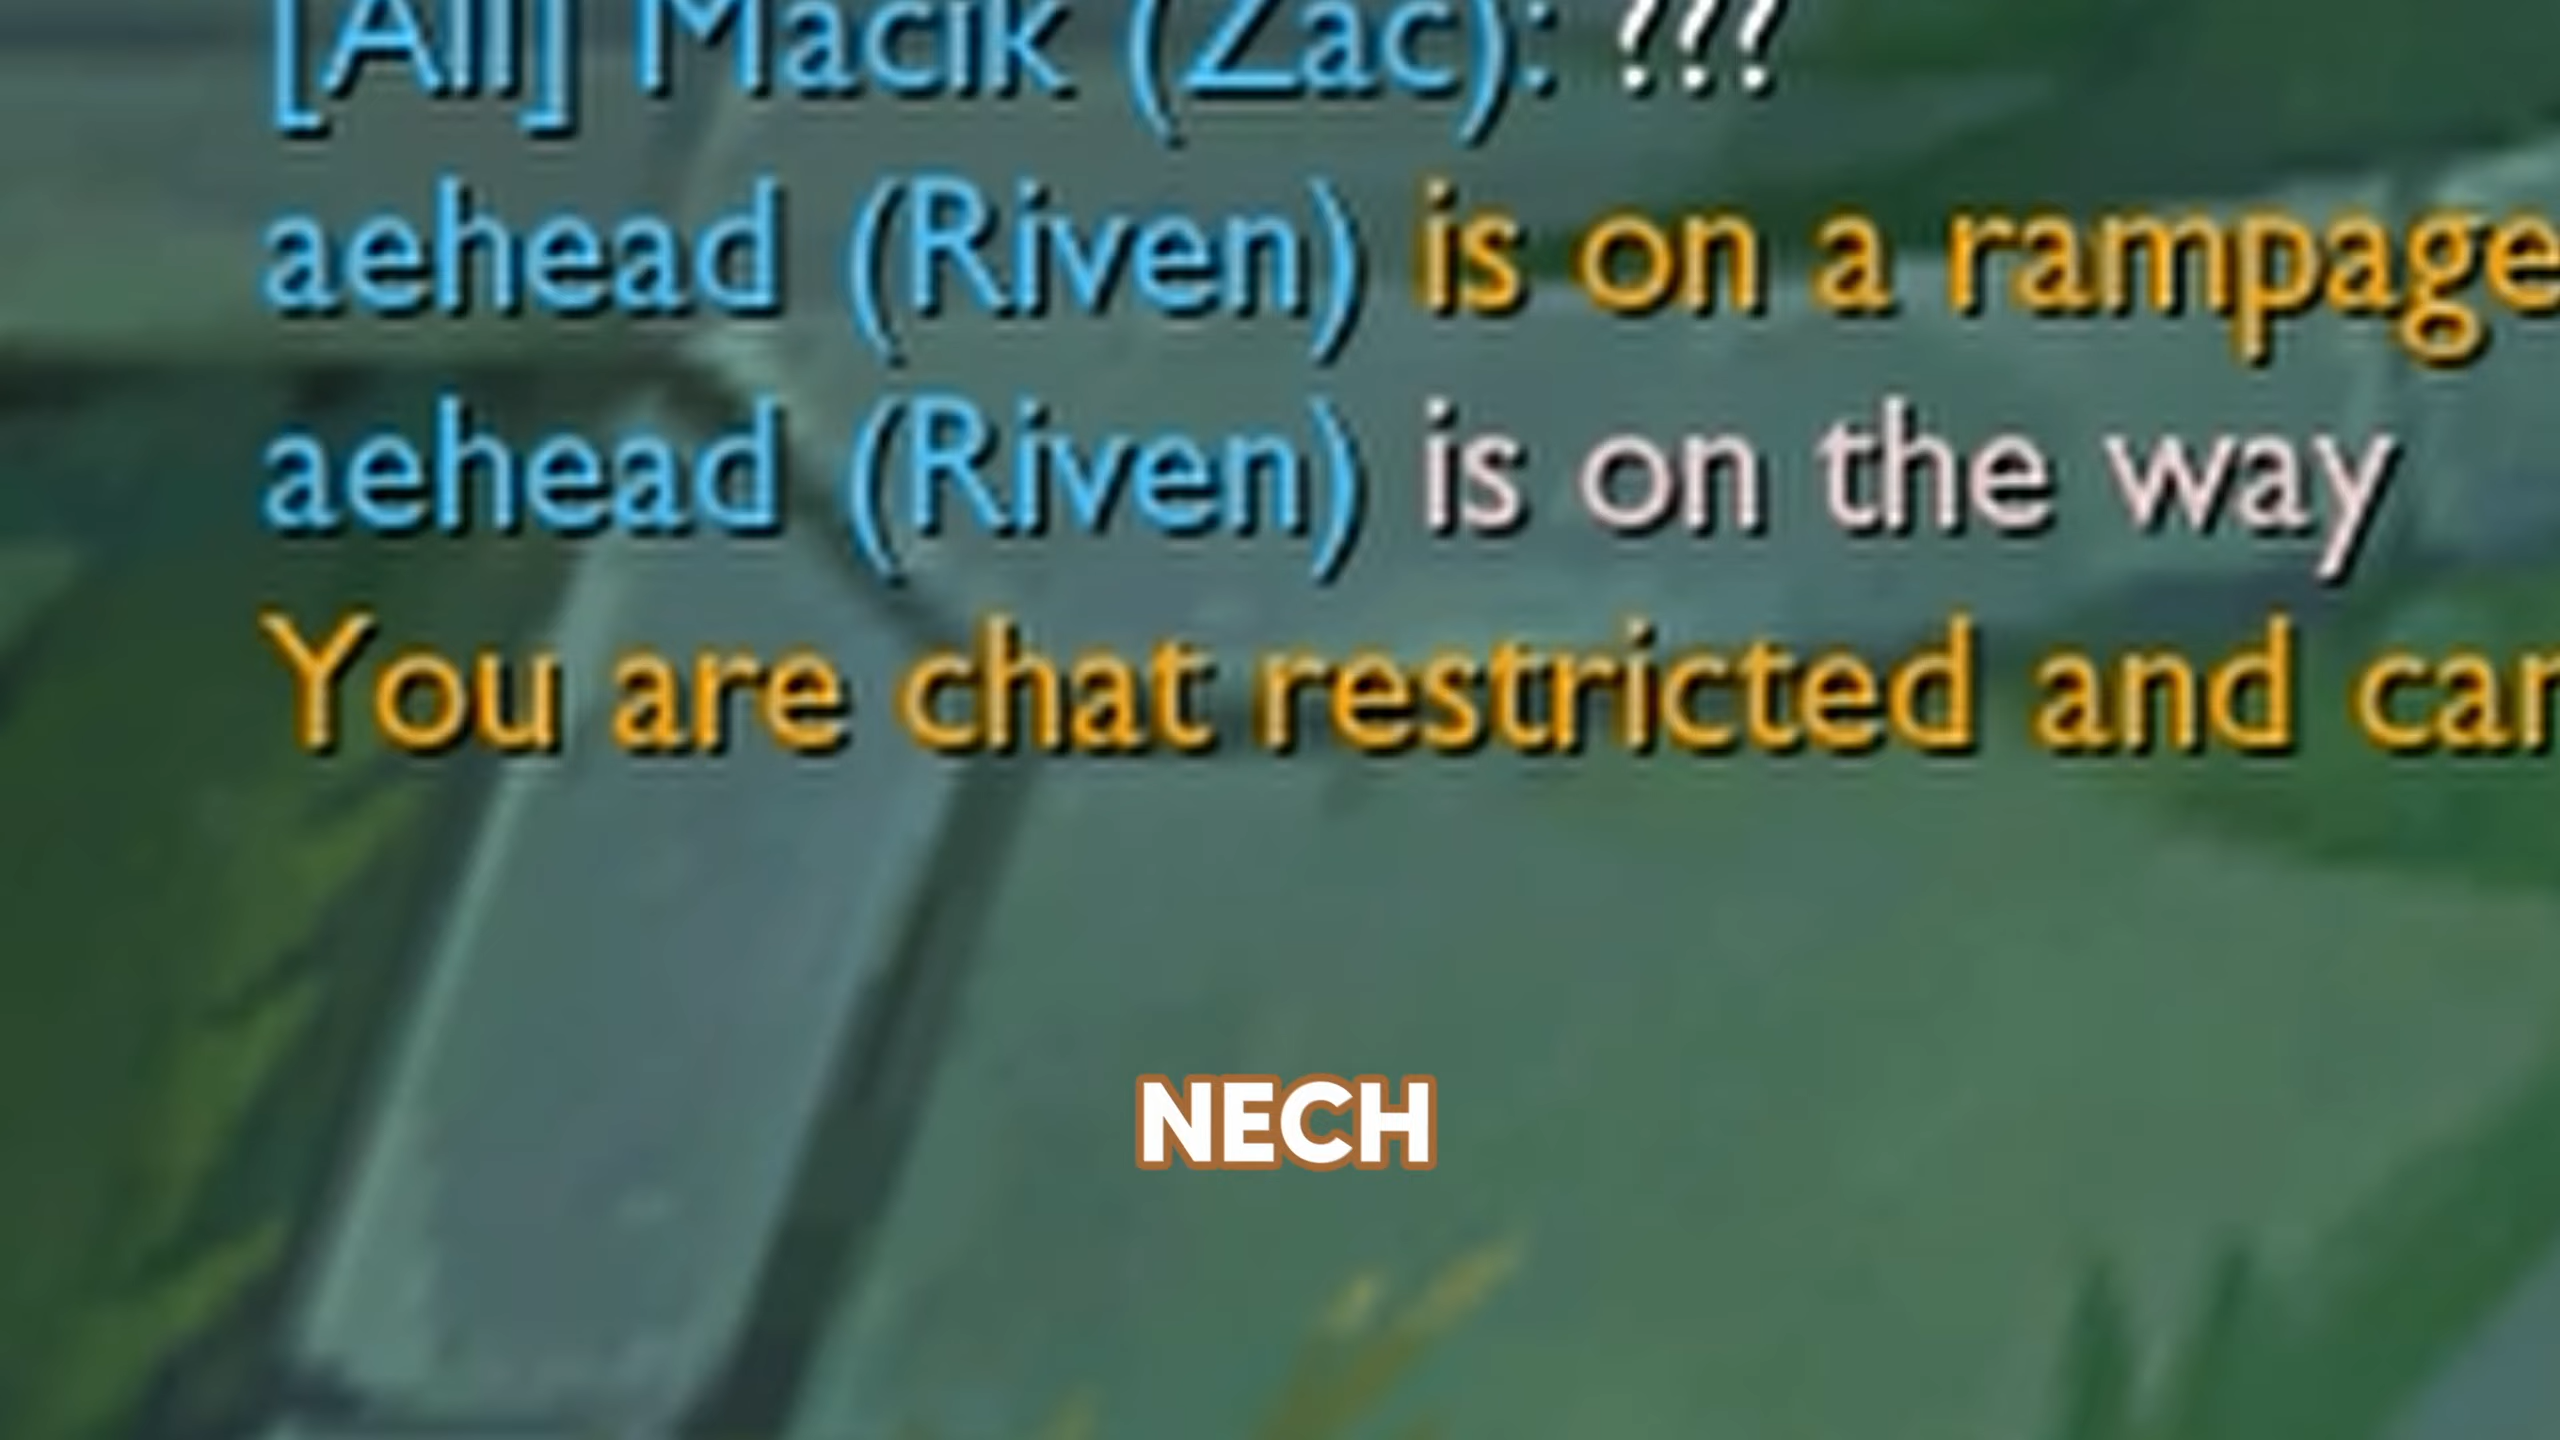 [All] Macik (Zac): ???
aehead (Riven) is on a rampage
aehead (Riven) is on the way
You are chat restricted and
NECH